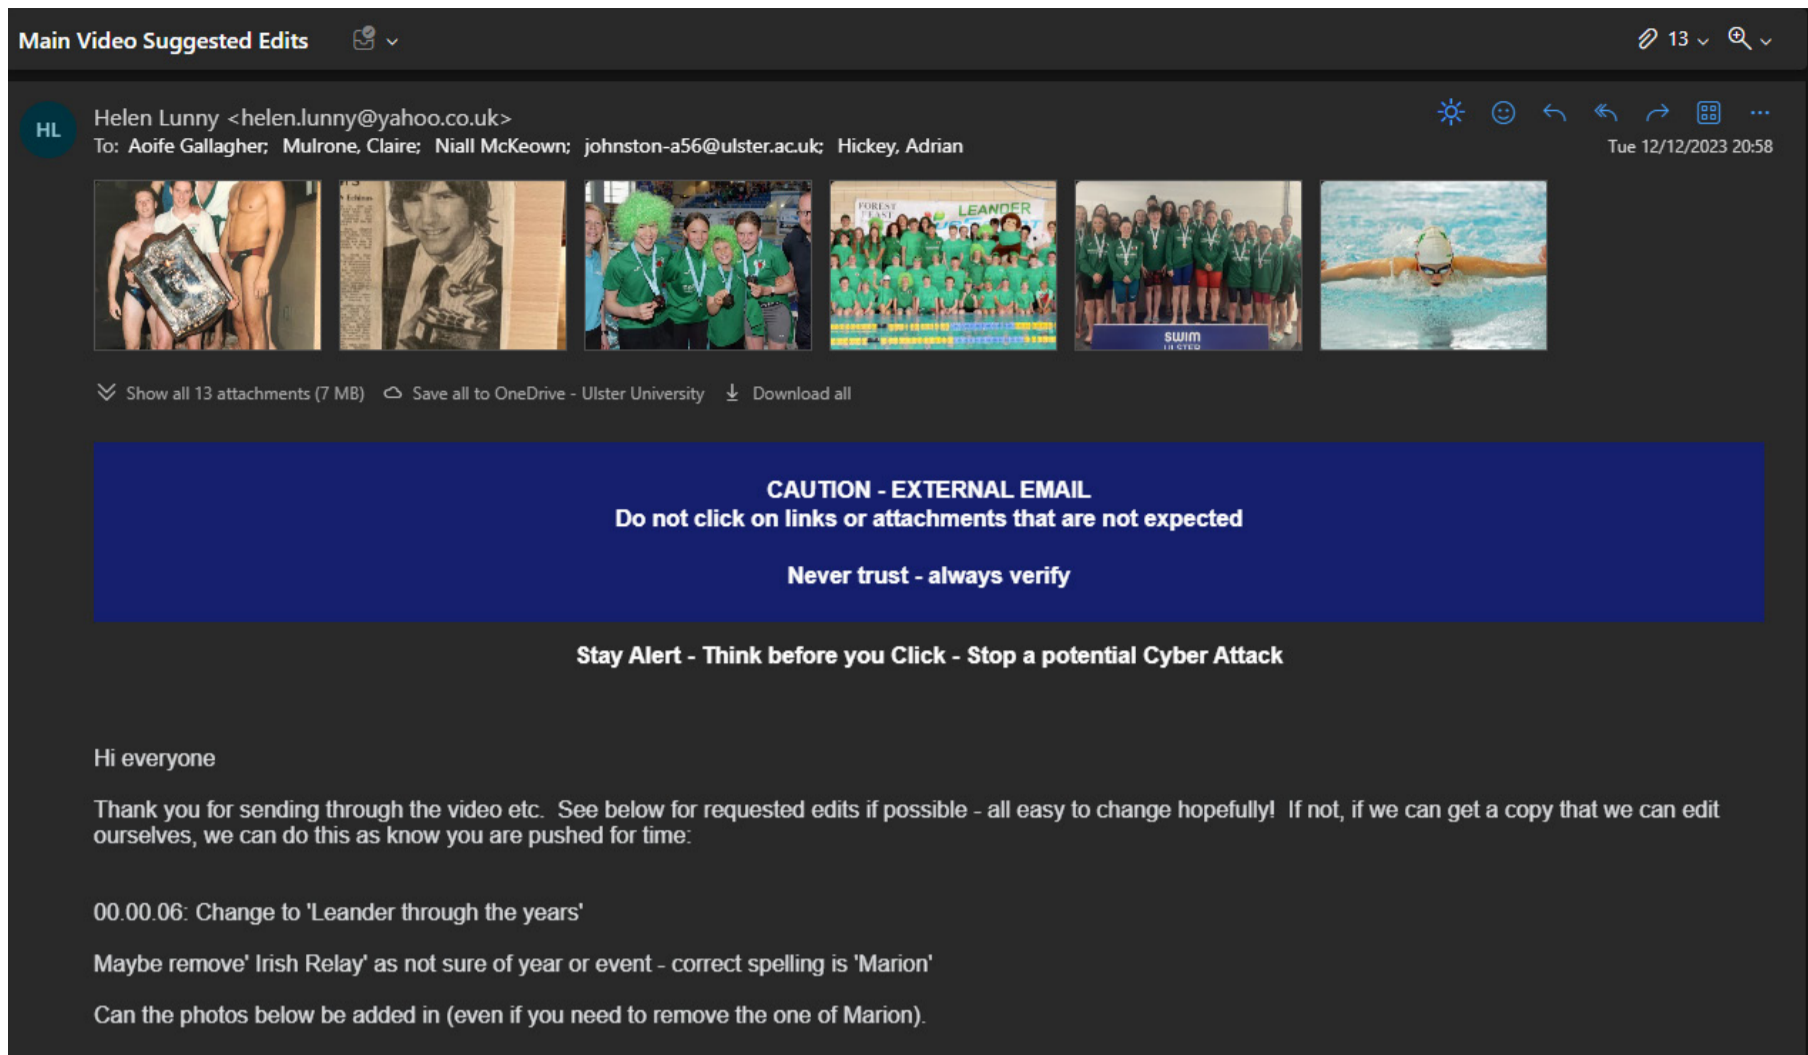 Main Video Suggested Edits
13
HL
Helen Lunny <helen.lunny@yahoo.co.uk>
To: Aoife Gallagher; Mulrone, Claire; Niall McKeown; johnston-a56@ulster.ac.uk; Hickey, Adrian
Tue 12/12/2023 20:58
FOREST
FEAST
LEANDER
SWIM
ULSTER
Show all 13 attachments (7 MB)
Save all to OneDrive - Ulster University
Download all
CAUTION - EXTERNAL EMAIL
Do not click on links or attachments that are not expected
Never trust - always verify
Stay Alert - Think before you Click - Stop a potential Cyber Attack
Hi everyone
Thank you for sending through the video etc.  See below for requested edits if possible - all easy to change hopefully!  If not, if we can get a copy that we can edit
ourselves, we can do this as know you are pushed for time:
00.00.06: Change to 'Leander through the years'
Maybe remove' Irish Relay' as not sure of year or event - correct spelling is 'Marion'
Can the photos below be added in (even if you need to remove the one of Marion).